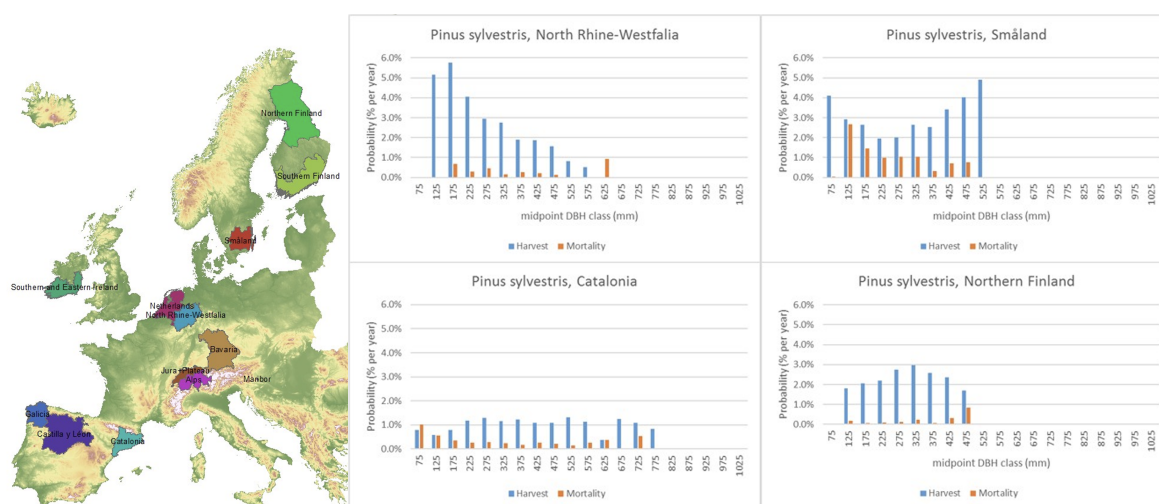 Northern Finland
Southern Finland
Småland
Southern and Eastern Ireland
Netherlands
North Rhine-Westfalia
Bavaria
Jura+Plateau
Alps
Maribor
Galicia
Castilla y León
Catalonia
Pinus sylvestris, North Rhine-Westfalia
Probability (% per year)
6.0%
5.0%
4.0%
3.0%
2.0%
1.0%
0.0%
75 125 175 225 275 325 375 425 475 525 575 625 675 725 775 825 875 925 975 1025
midpoint DBH class (mm)
Harvest Mortality
Pinus sylvestris, Småland
Probability (% per year)
6.0%
5.0%
4.0%
3.0%
2.0%
1.0%
0.0%
75 125 175 225 275 325 375 425 475 525 575 625 675 725 775 825 875 925 975 1025
midpoint DBH class (mm)
Harvest Mortality
Pinus sylvestris, Catalonia
Probability (% per year)
6.0%
5.0%
4.0%
3.0%
2.0%
1.0%
0.0%
75 125 175 225 275 325 375 425 475 525 575 625 675 725 775 825 875 925 975 1025
Harvest Mortality
Pinus sylvestris, Northern Finland
Probability (% per year)
6.0%
5.0%
4.0%
3.0%
2.0%
1.0%
0.0%
75 125 175 225 275 325 375 425 475 525 575 625 675 725 775 825 875 925 975 1025
midpoint DBH class (mm)
Harvest Mortality